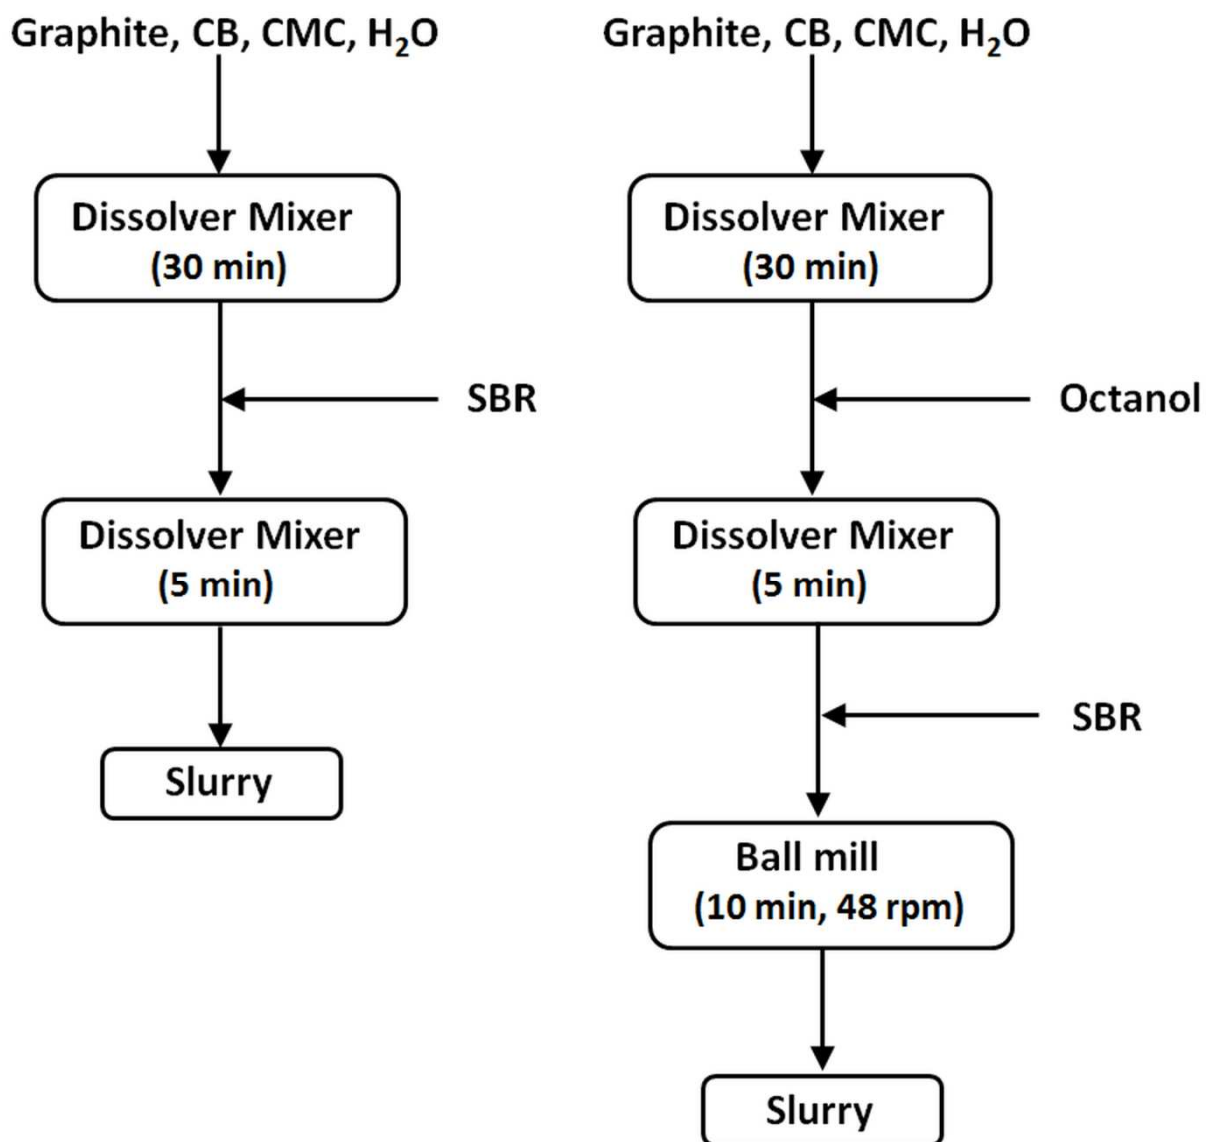 Graphite, CB, CMC, H₂O
Dissolver Mixer
(30 min)
SBR
Dissolver Mixer
(5 min)
Slurry
Graphite, CB, CMC, H₂O
Dissolver Mixer
(30 min)
Octanol
Dissolver Mixer
(5 min)
SBR
Ball mill
(10 min, 48 rpm)
Slurry